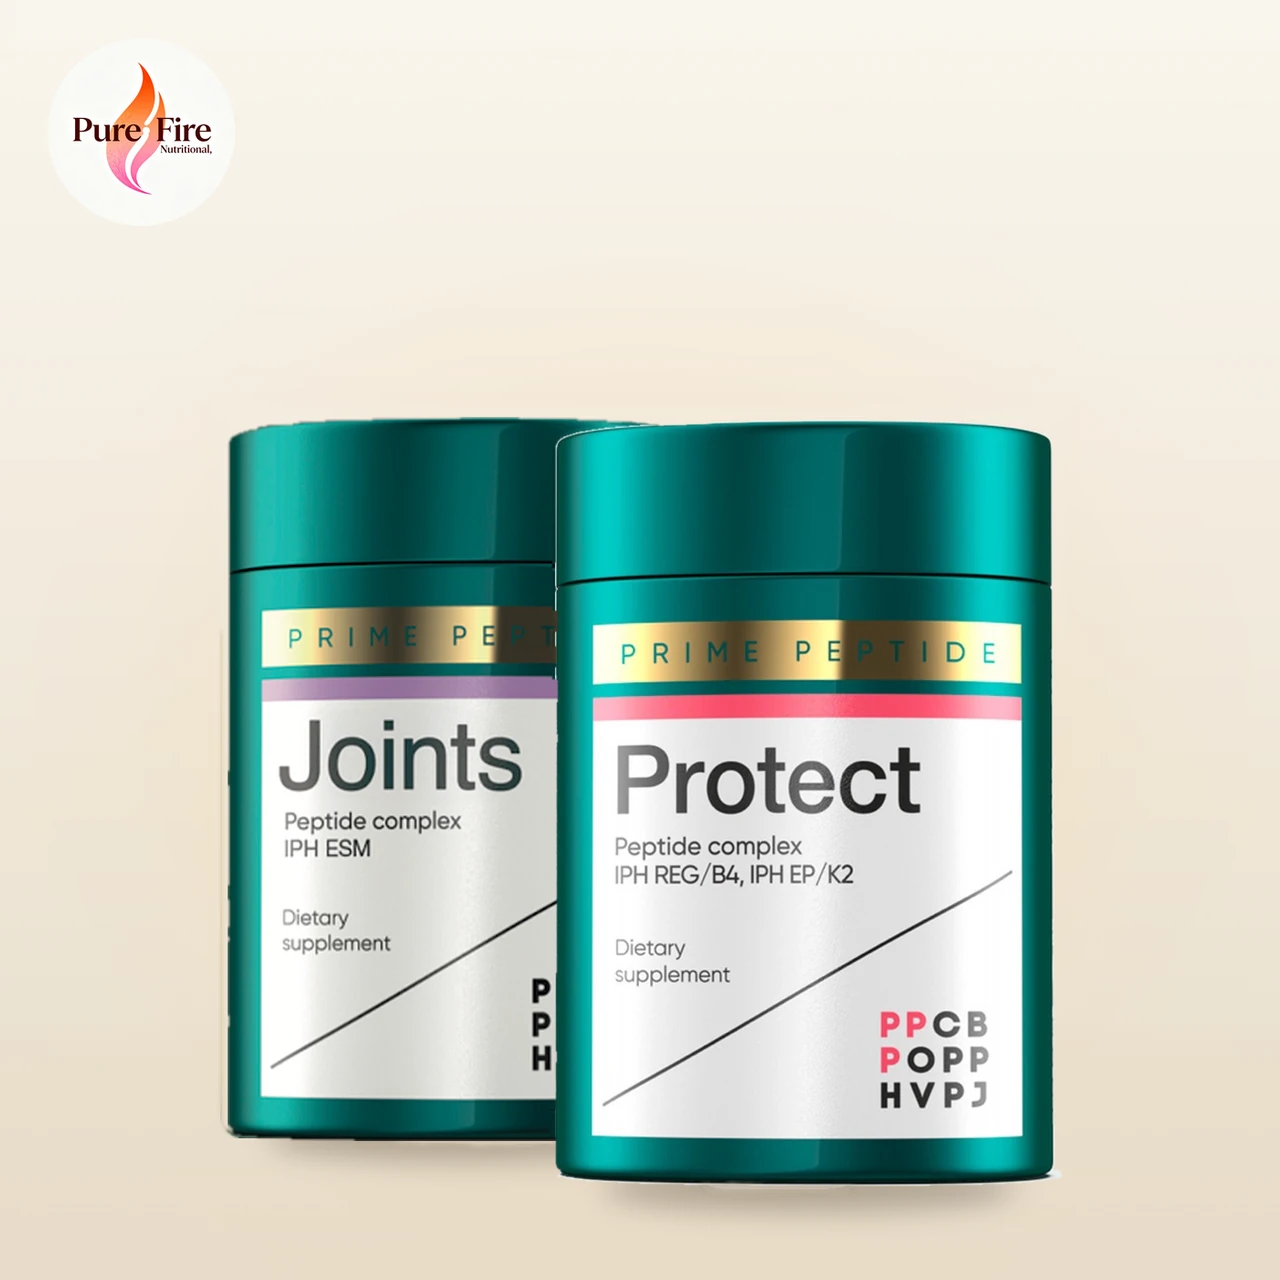 Pure Fire
Nutritional,
PRIME PEPT
Joints
Peptide complex
IPH ESM
Dietary
supplement
P
P
H
PRIME PEPTIDE
Protect
Peptide complex
IPH REG/B4, IPH EP/K2
Dietary
supplement
PPCB
POPP
HVPJ